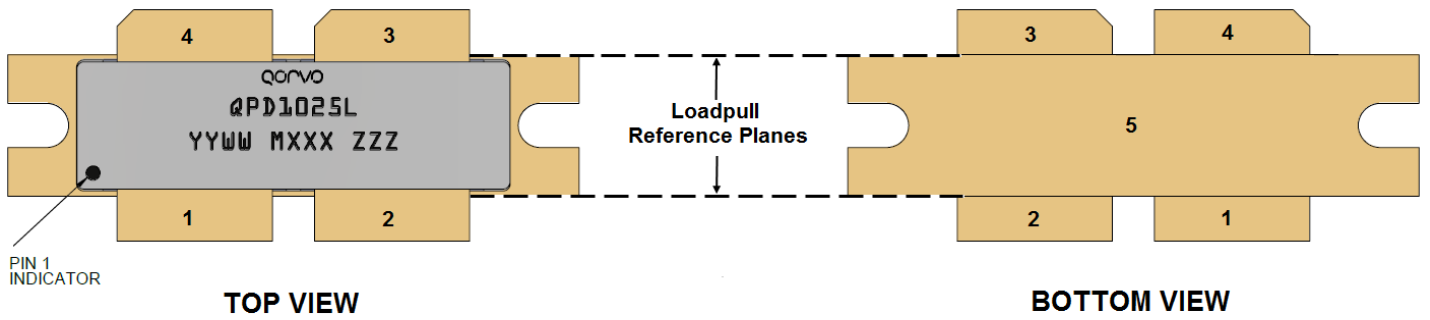 4 3
QORVO
QPD1025L
YYWW MXXX ZZZ
1 2
PIN 1
INDICATOR
TOP VIEW
Loadpull
Reference Planes
3 4
5
2 1
BOTTOM VIEW